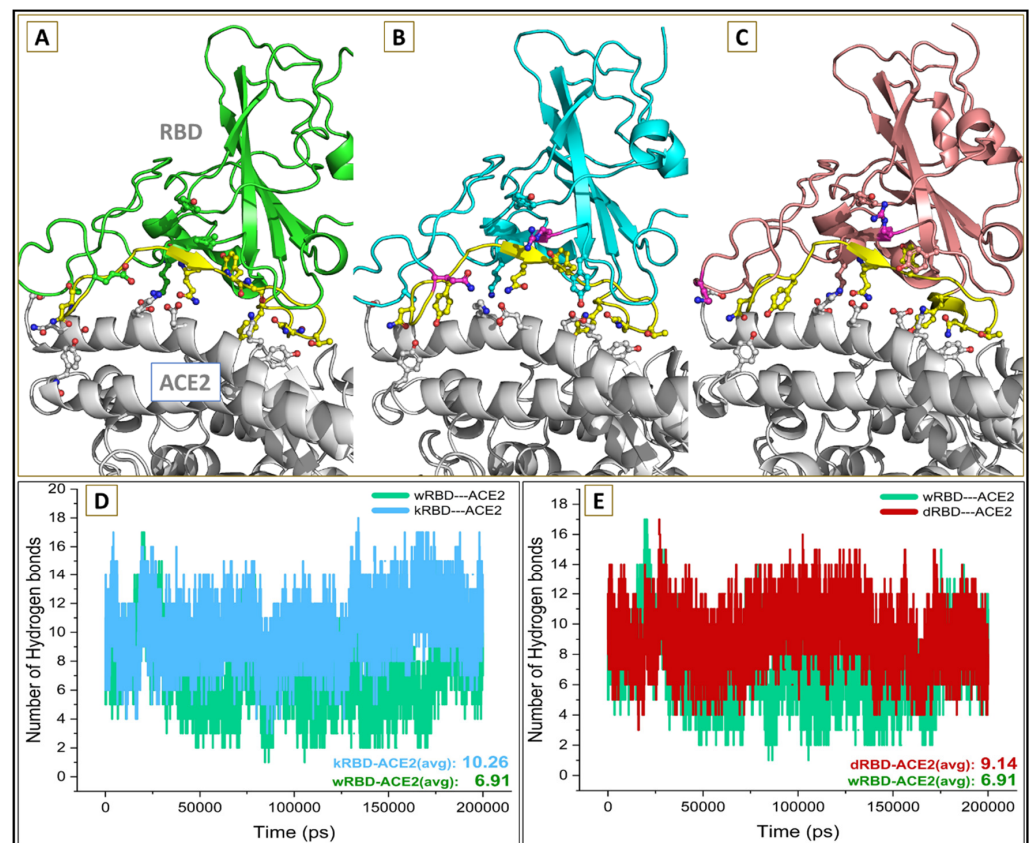 A
B
C
RBD
ACE2
D
wRBD---ACE2
kRBD---ACE2
20
18
16
14
12
10
8
6
4
2
0
Number of Hydrogen bonds
kRBD-ACE2(avg): 10.26
wRBD-ACE2(avg): 6.91
0
50000
100000
150000
200000
Time (ps)
E
wRBD---ACE2
dRBD---ACE2
18
16
14
12
10
8
6
4
2
0
Number of Hydrogen bonds
dRBD-ACE2(avg): 9.14
wRBD-ACE2(avg): 6.91
0
50000
100000
150000
200000
Time (ps)